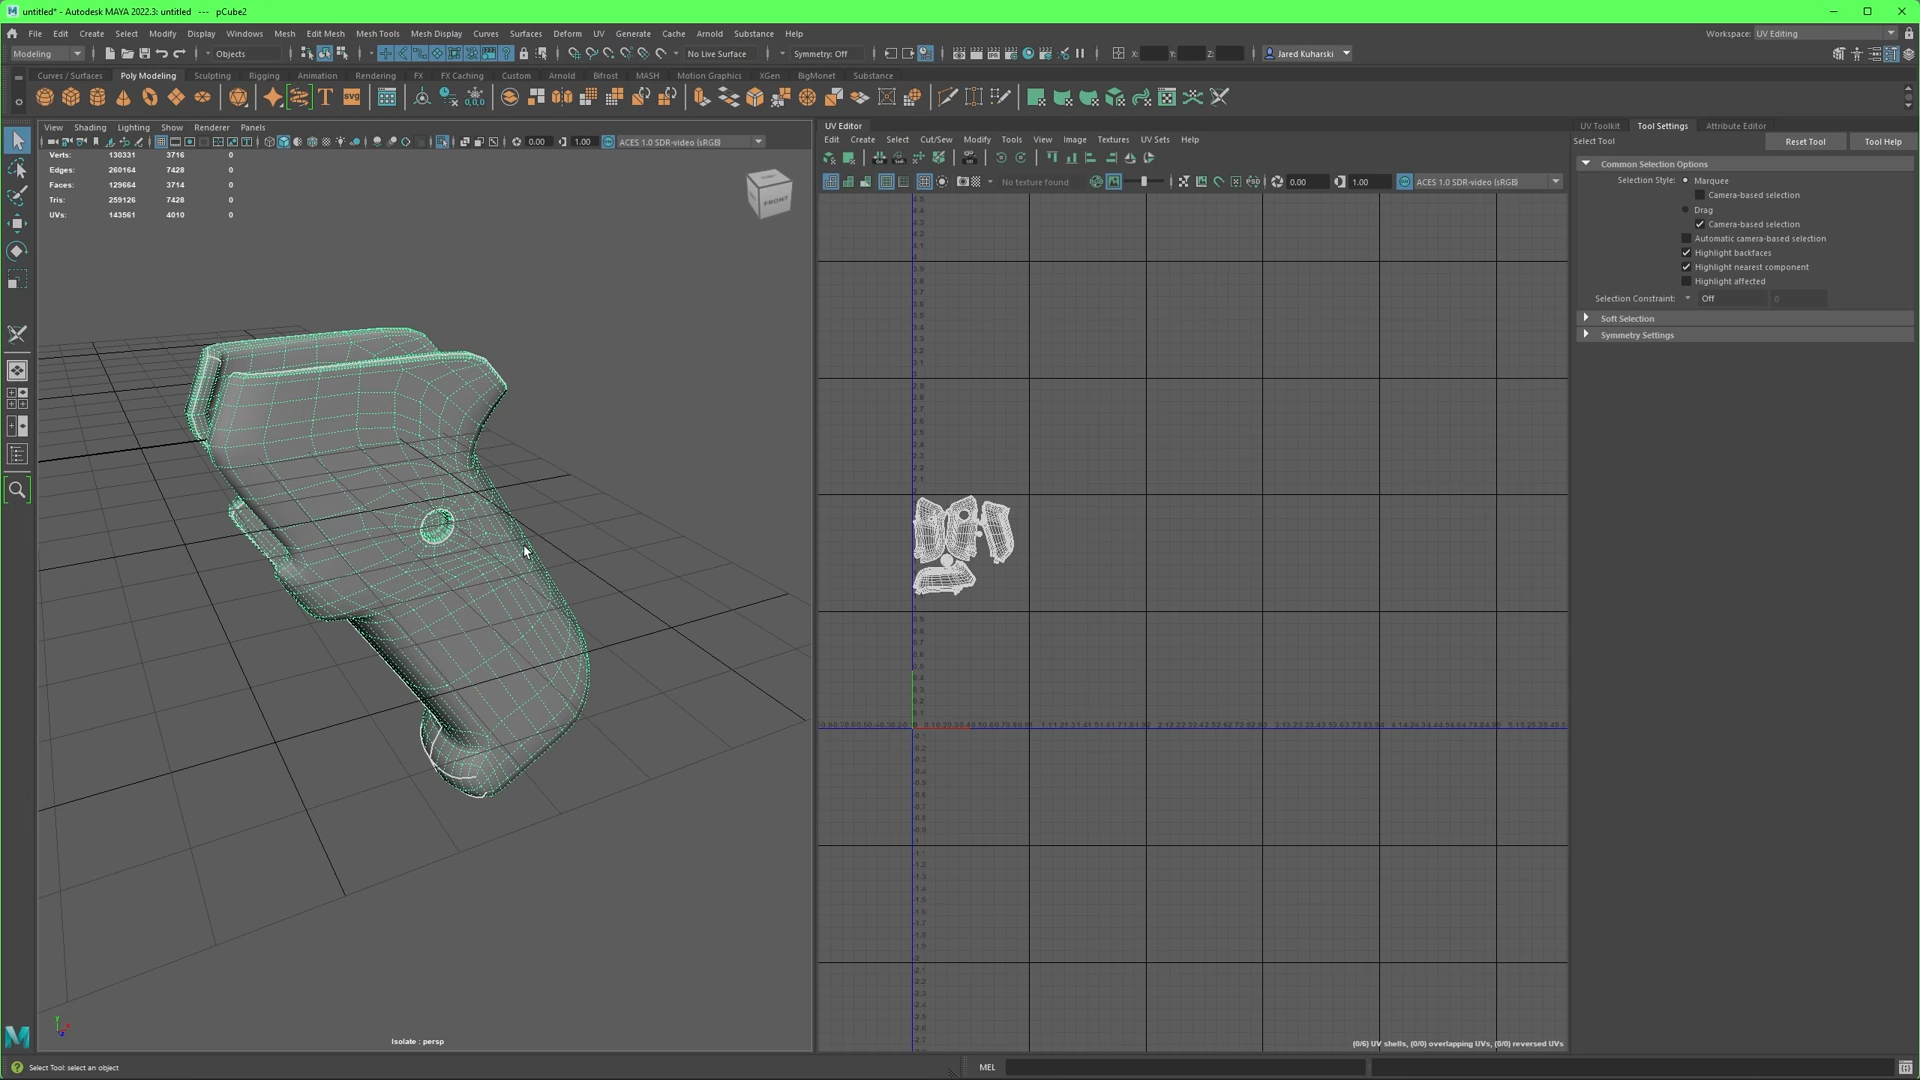 untitled* - Autodesk MAYA 2022.3: untitled   ---   pCube2
File Edit Create Select Modify Display Windows Mesh Edit Mesh Mesh Tools Mesh Display Curves Surfaces Deform UV Generate Cache Arnold Substance Help
Workspace: UV Editing
Modeling Objects No Live Surface Symmetry: Off X: Y: Z: Jared Kuharski
Curves / Surfaces Poly Modeling Sculpting Rigging Animation Rendering FX FX Caching Custom Arnold Bifrost MASH Motion Graphics XGen BigMonet Substance
T SVG 0,0,0
View Shading Lighting Show Renderer Panels
0.00 1.00 ACES 1.0 SDR-video (sRGB)
Verts: 130331 3716 0
Edges: 260164 7428 0
Faces: 129664 3714 0
Tris: 259126 7428 0
UVs: 143561 4010 0
FRONT
Isolate : persp
UV Editor
Edit Create Select Cut/Sew Modify Tools View Image Textures UV Sets Help
No texture found 0.00 1.00 ACES 1.0 SDR-video (sRGB)
(0/6) UV shells, (0/0) overlapping UVs, (0/0) reversed UVs
UV Toolkit Tool Settings Attribute Editor
Select Tool Reset Tool Tool Help
Common Selection Options
Selection Style: Marquee
Camera-based selection
Drag
Camera-based selection
Automatic camera-based selection
Highlight backfaces
Highlight nearest component
Highlight affected
Selection Constraint: Off 0
Soft Selection
Symmetry Settings
Select Tool: select an object
MEL